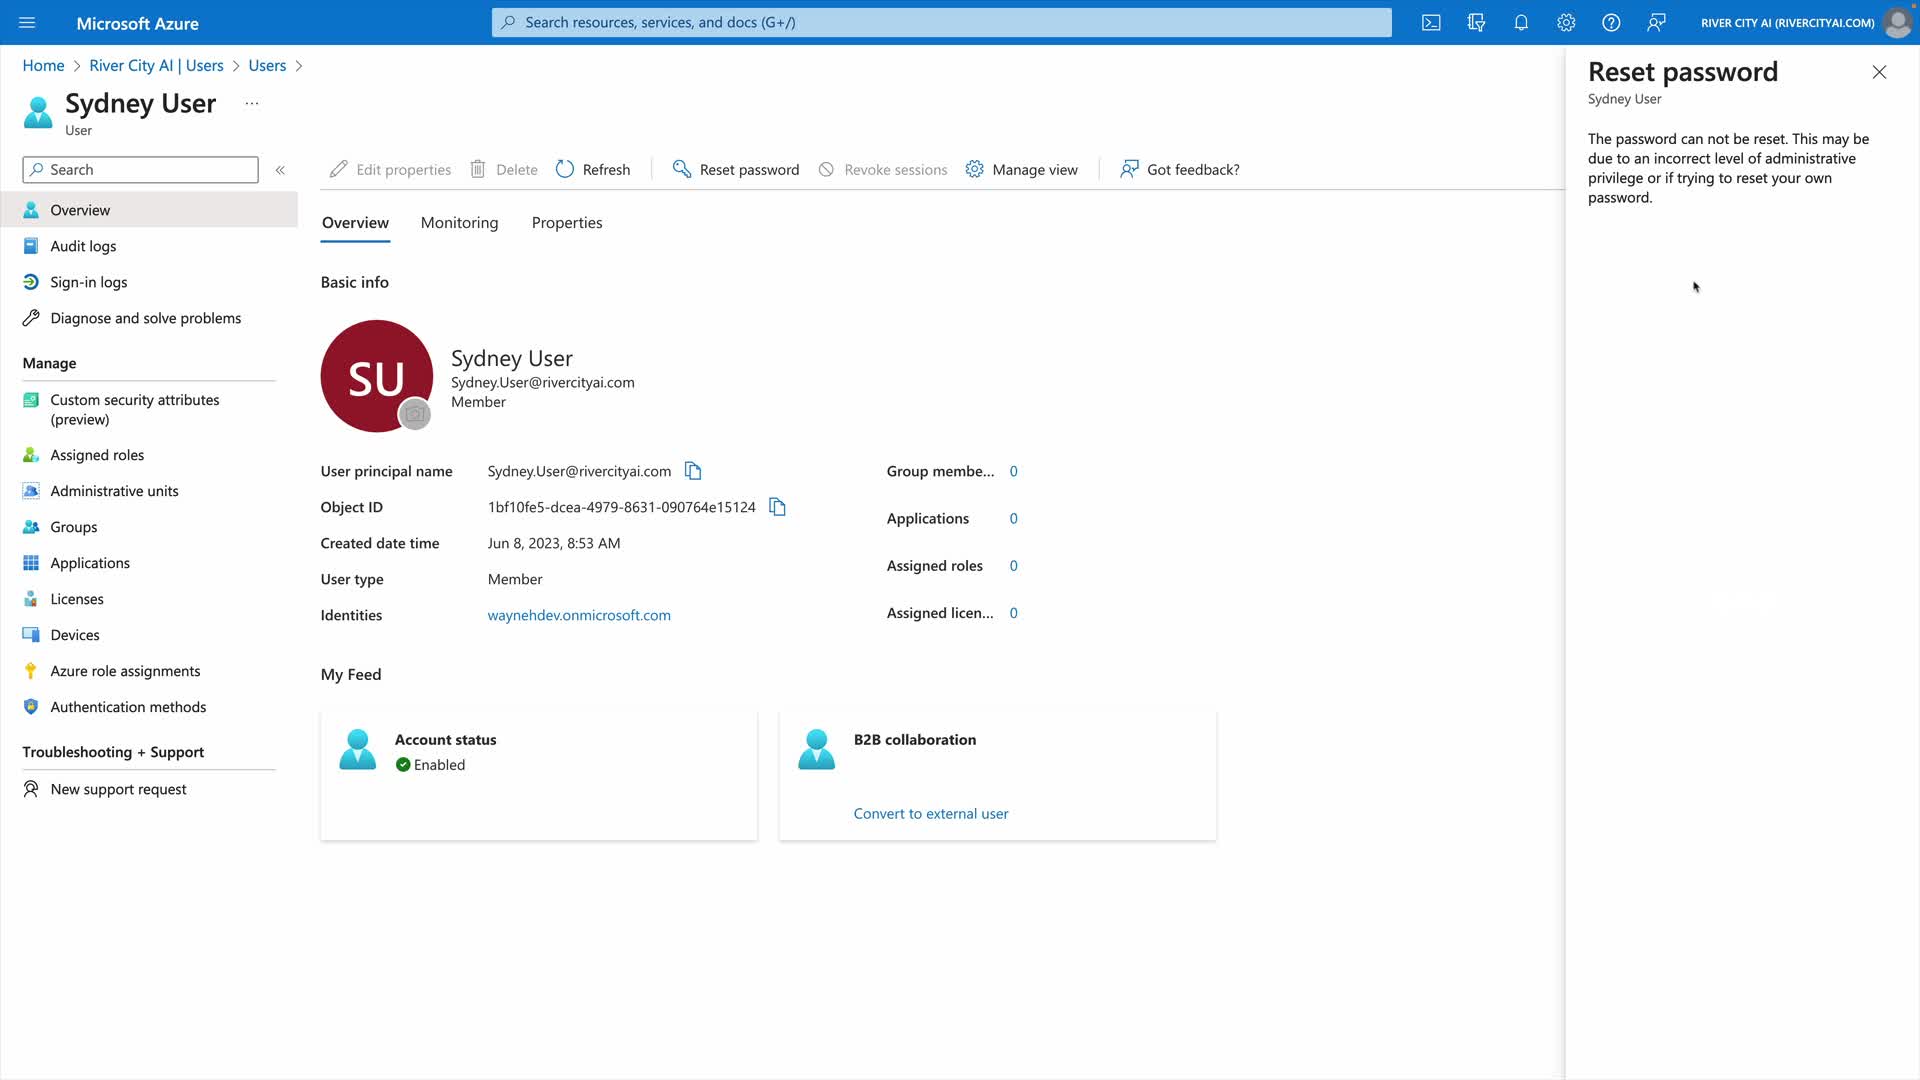 Microsoft Azure
Search resources, services, and docs (G+/)
RIVER CITY AI (RIVERCITYAI.COM)
Home > River City AI | Users > Users >
Sydney User ...
User
Search «
Overview
Audit logs
Sign-in logs
Diagnose and solve problems
Manage
Custom security attributes
(preview)
Assigned roles
Administrative units
Groups
Applications
Licenses
Devices
Azure role assignments
Authentication methods
Troubleshooting + Support
New support request
Edit properties Delete Refresh Reset password Revoke sessions Manage view Got feedback?
Overview Monitoring Properties
Basic info
SU
Sydney User
Sydney.User@rivercityai.com
Member
User principal name Sydney.User@rivercityai.com
Object ID 1bf10fe5-dcea-4979-8631-090764e15124
Created date time Jun 8, 2023, 8:53 AM
User type Member
Identities waynehdev.onmicrosoft.com
Group membe... 0
Applications 0
Assigned roles 0
Assigned licen... 0
My Feed
Account status
Enabled
B2B collaboration
Convert to external user
Reset password
Sydney User
The password can not be reset. This may be
due to an incorrect level of administrative
privilege or if trying to reset your own
password.